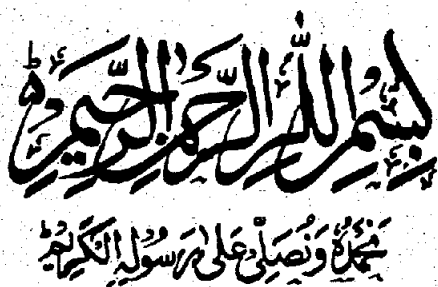 بِسْمِ اللّٰهِ الرَّحْمٰنِ الرَّحِیْمِ
نَحْمَدُهٗ وَنُصَلِّیْ عَلٰی رَسُوْلِهِ الْکَرِیْمِ